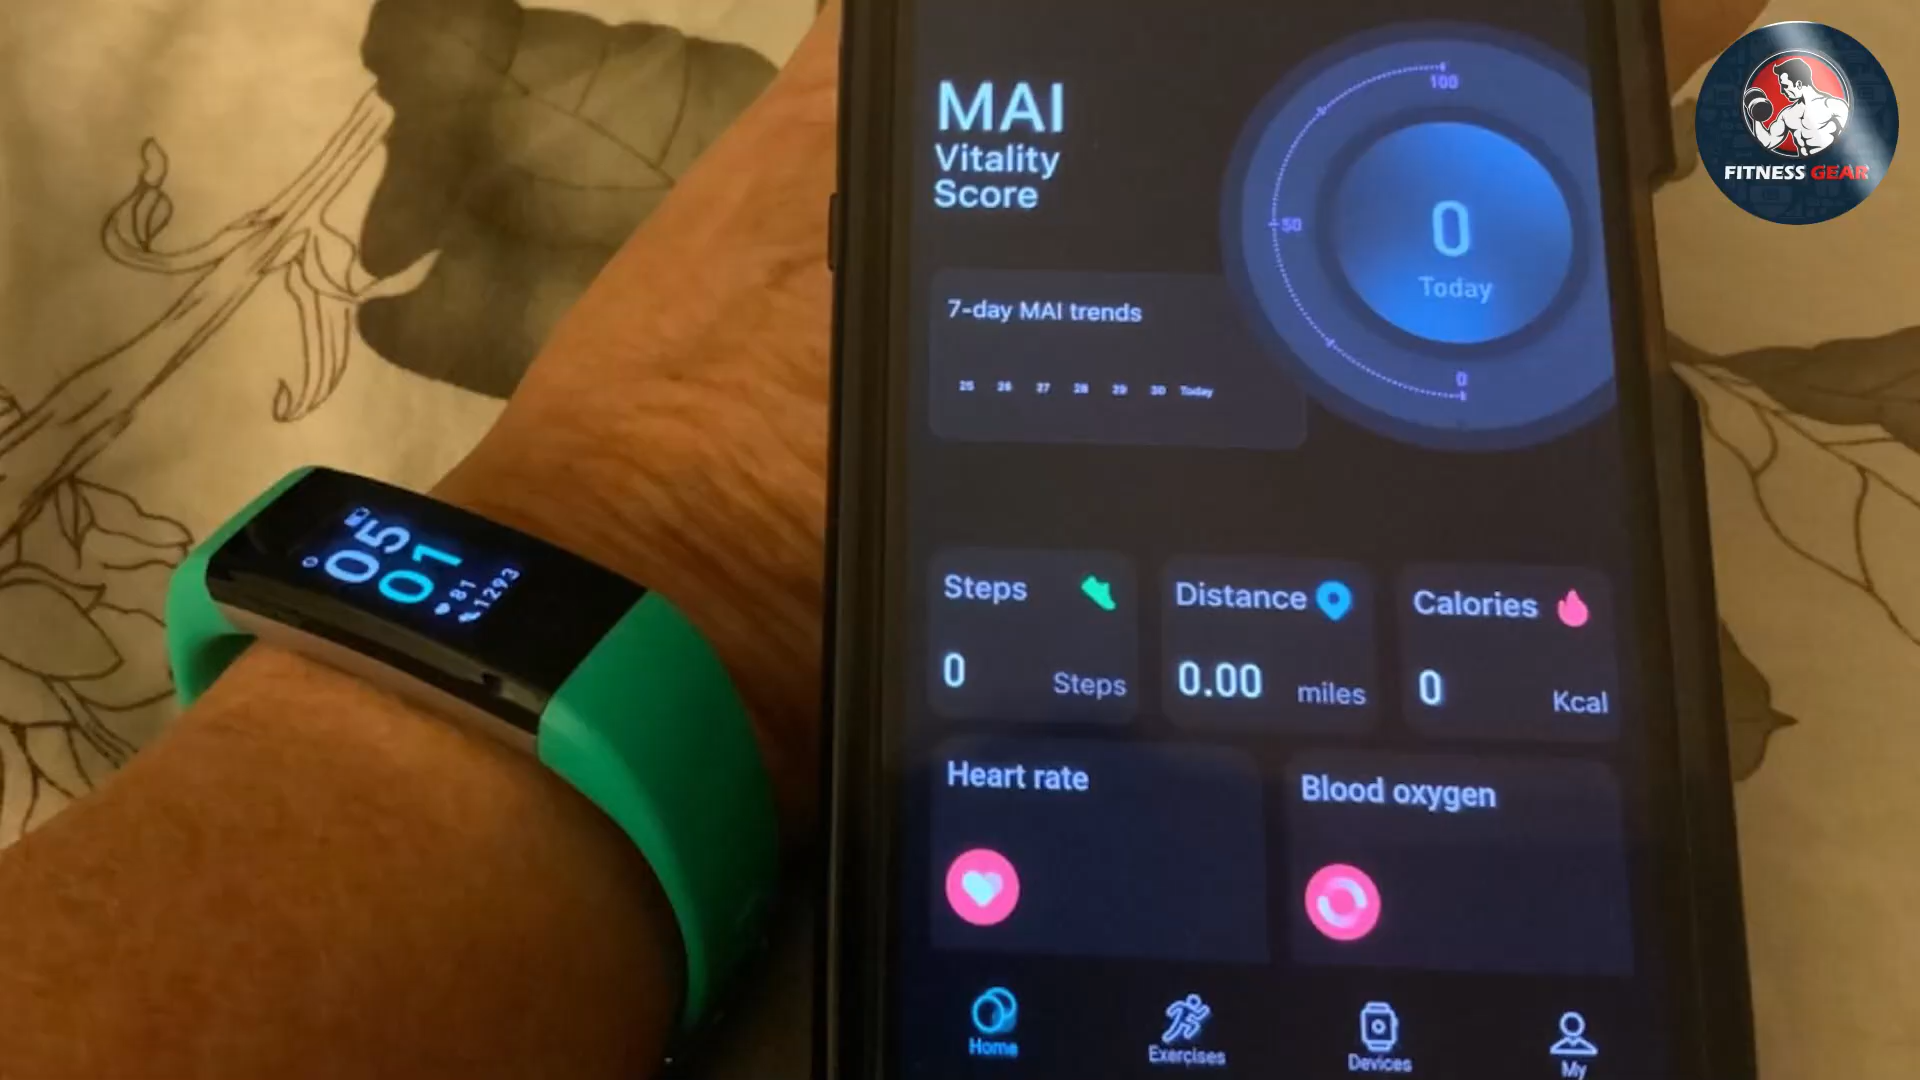 05
01
81
1293
MAI
Vitality
Score
100
50
0
0
Today
7-day MAI trends
25 26 27 28 29 30 Today
Steps
0 Steps
Distance
0.00 miles
Calories
0 Kcal
Heart rate
Blood oxygen
Home
Exercises
Devices
My
FITNESS GEAR